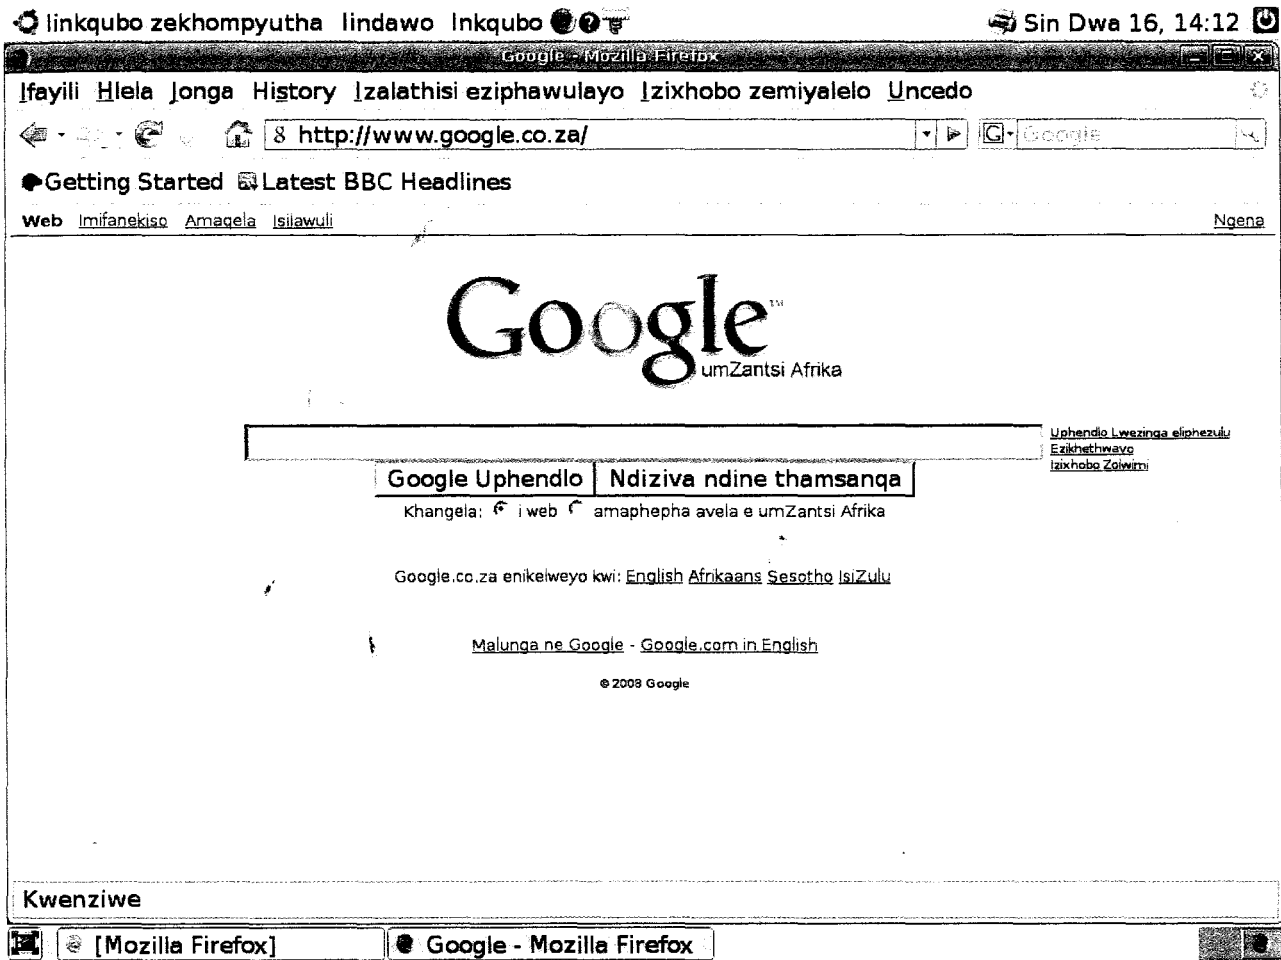 Iinkqubo zekhompyutha Iindawo Inkqubo Sin Dwa 16, 14:12
Google - Mozilla Firefox
Ifayili Hlela Jonga History Izalathisi eziphawulayo Izixhobo zemiyalelo Uncedo
8 http://www.google.co.za/ G Google
Getting Started Latest BBC Headlines
Web Imifanekiso Amaqela Isilawuli Ngena
Google™
umZantsi Afrika
Uphendlo Lwezinga eliphezulu
Ezikhethwayo
Izixhobo Zolwimi
Google Uphendlo Ndiziva ndine thamsanqa
Khangela: i web amaphepha avela e umZantsi Afrika
Google.co.za enikelweyo kwi: English Afrikaans Sesotho IsiZulu
Malunga ne Google - Google.com in English
© 2008 Google
Kwenziwe
[Mozilla Firefox] Google - Mozilla Firefox